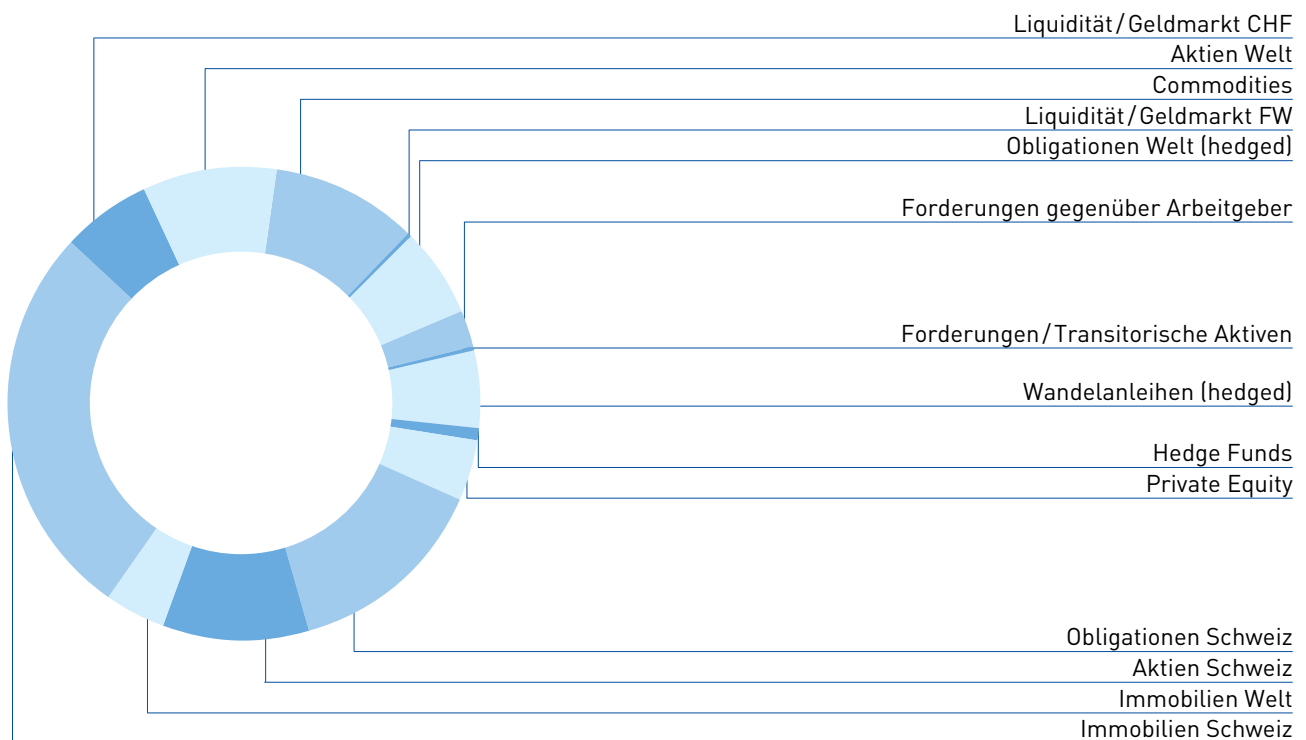 Liquidität/Geldmarkt CHF
Aktien Welt
Commodities
Liquidität/Geldmarkt FW
Obligationen Welt (hedged)
Forderungen gegenüber Arbeitgeber
Forderungen/Transitorische Aktiven
Wandelanleihen (hedged)
Hedge Funds
Private Equity
Obligationen Schweiz
Aktien Schweiz
Immobilien Welt
Immobilien Schweiz